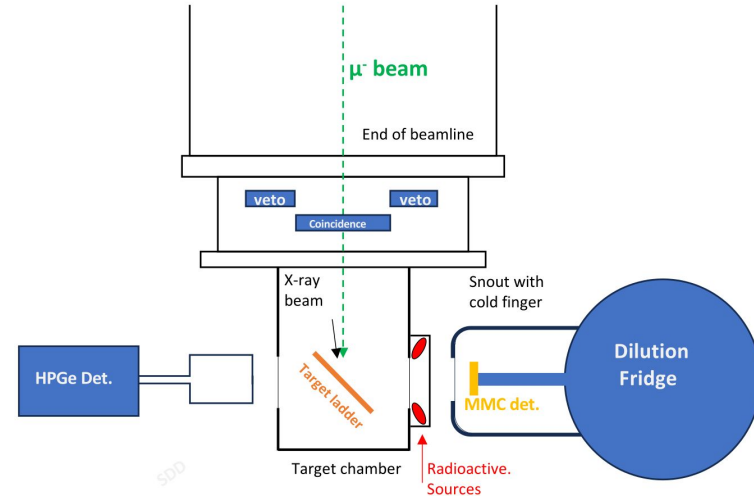 μ- beam
End of beamline
veto
veto
Coincidence
X-ray
beam
Snout with
cold finger
HPGe Det.
Target ladder
MMC det.
Dilution
Fridge
Target chamber
Radioactive.
Sources
SDD